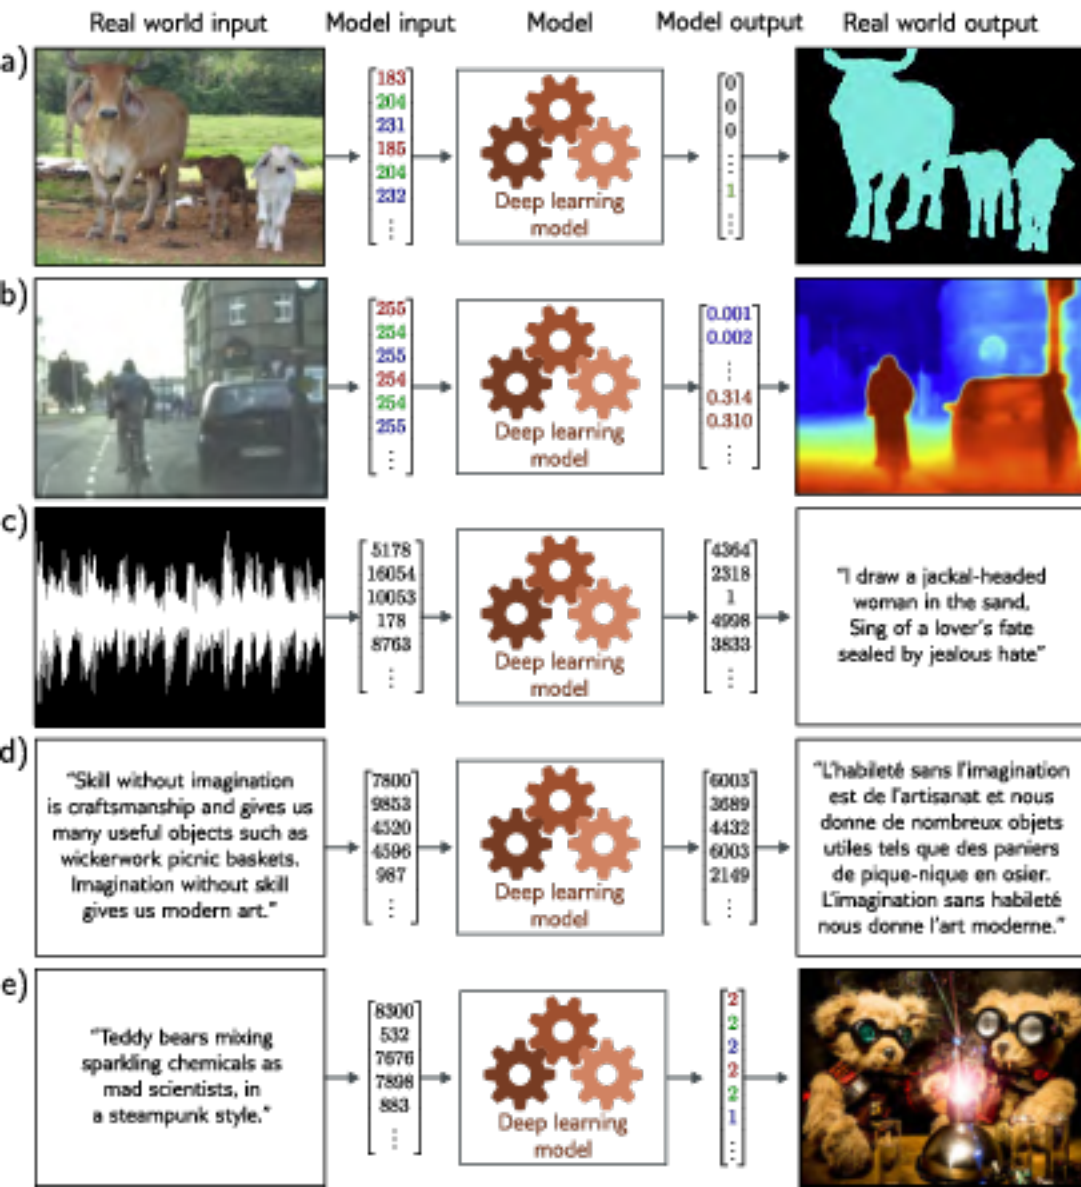 Real world input Model input Model Model output Real world output
a)
183
204
231
185
204
232
⋮
Deep learning
model
0
0
0
⋮
1
⋮
b)
255
254
255
254
254
255
⋮
Deep learning
model
0.001
0.002
⋮
0.314
0.310
⋮
c)
5178
16054
10053
178
8763
⋮
Deep learning
model
4364
2318
1
4998
3833
⋮
"I draw a jackal-headed
woman in the sand,
Sing of a lover's fate
sealed by jealous hate"
d)
"Skill without imagination
is craftsmanship and gives us
many useful objects such as
wickerwork picnic baskets.
Imagination without skill
gives us modern art."
7800
9853
4520
4596
987
⋮
Deep learning
model
6003
3689
4432
6003
2149
⋮
"L'habileté sans l'imagination
est de l'artisanat et nous
donne de nombreux objets
utiles tels que des paniers
de pique-nique en osier.
L'imagination sans habileté
nous donne l'art moderne."
e)
"Teddy bears mixing
sparkling chemicals as
mad scientists, in
a steampunk style."
8300
532
7676
7898
883
⋮
Deep learning
model
2
2
2
2
2
1
⋮